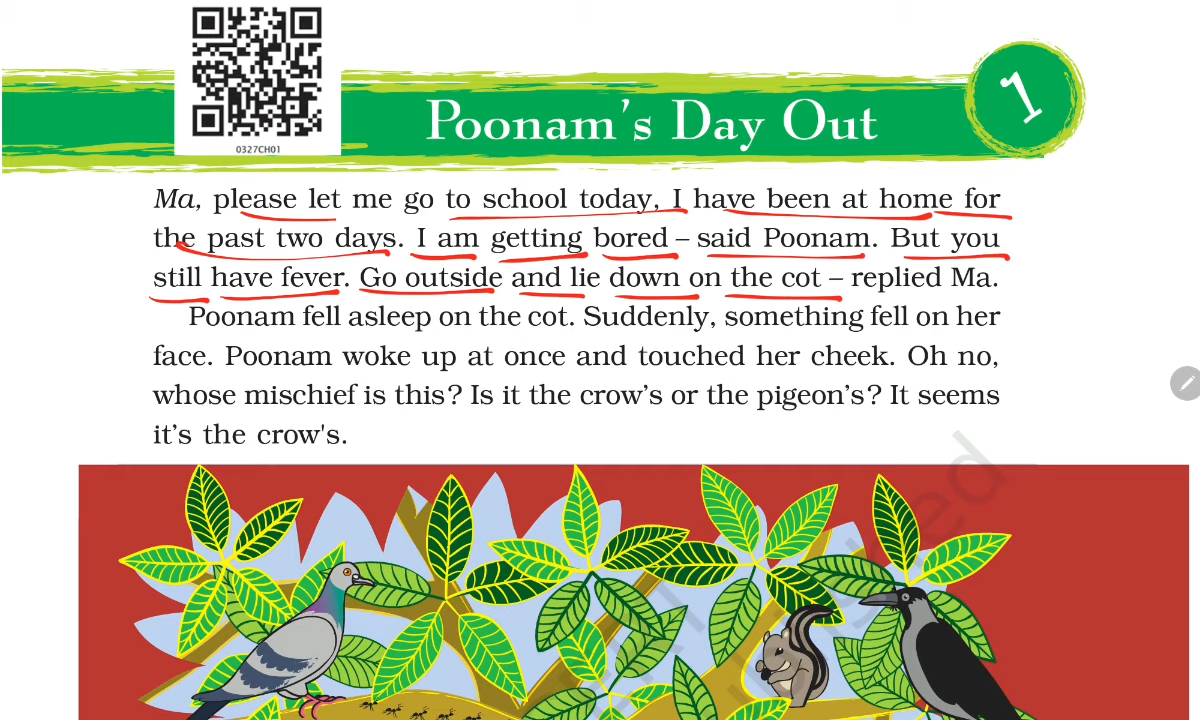 0327CH01
Poonam's Day Out
1
Ma, please let me go to school today, I have been at home for
the past two days. I am getting bored – said Poonam. But you
still have fever. Go outside and lie down on the cot – replied Ma.
Poonam fell asleep on the cot. Suddenly, something fell on her
face. Poonam woke up at once and touched her cheek. Oh no,
whose mischief is this? Is it the crow's or the pigeon's? It seems
it's the crow's.